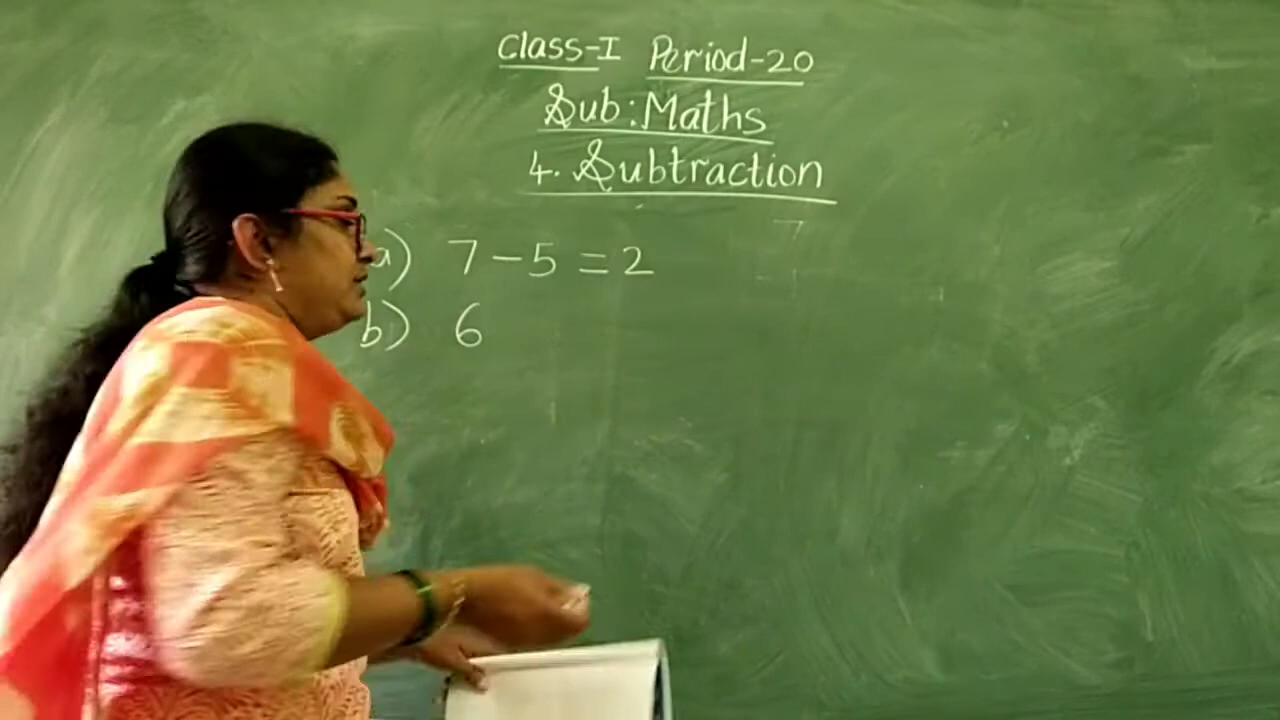 Class-I Period-20
Sub: Maths
4. Subtraction
a) 7-5=2
b) 6